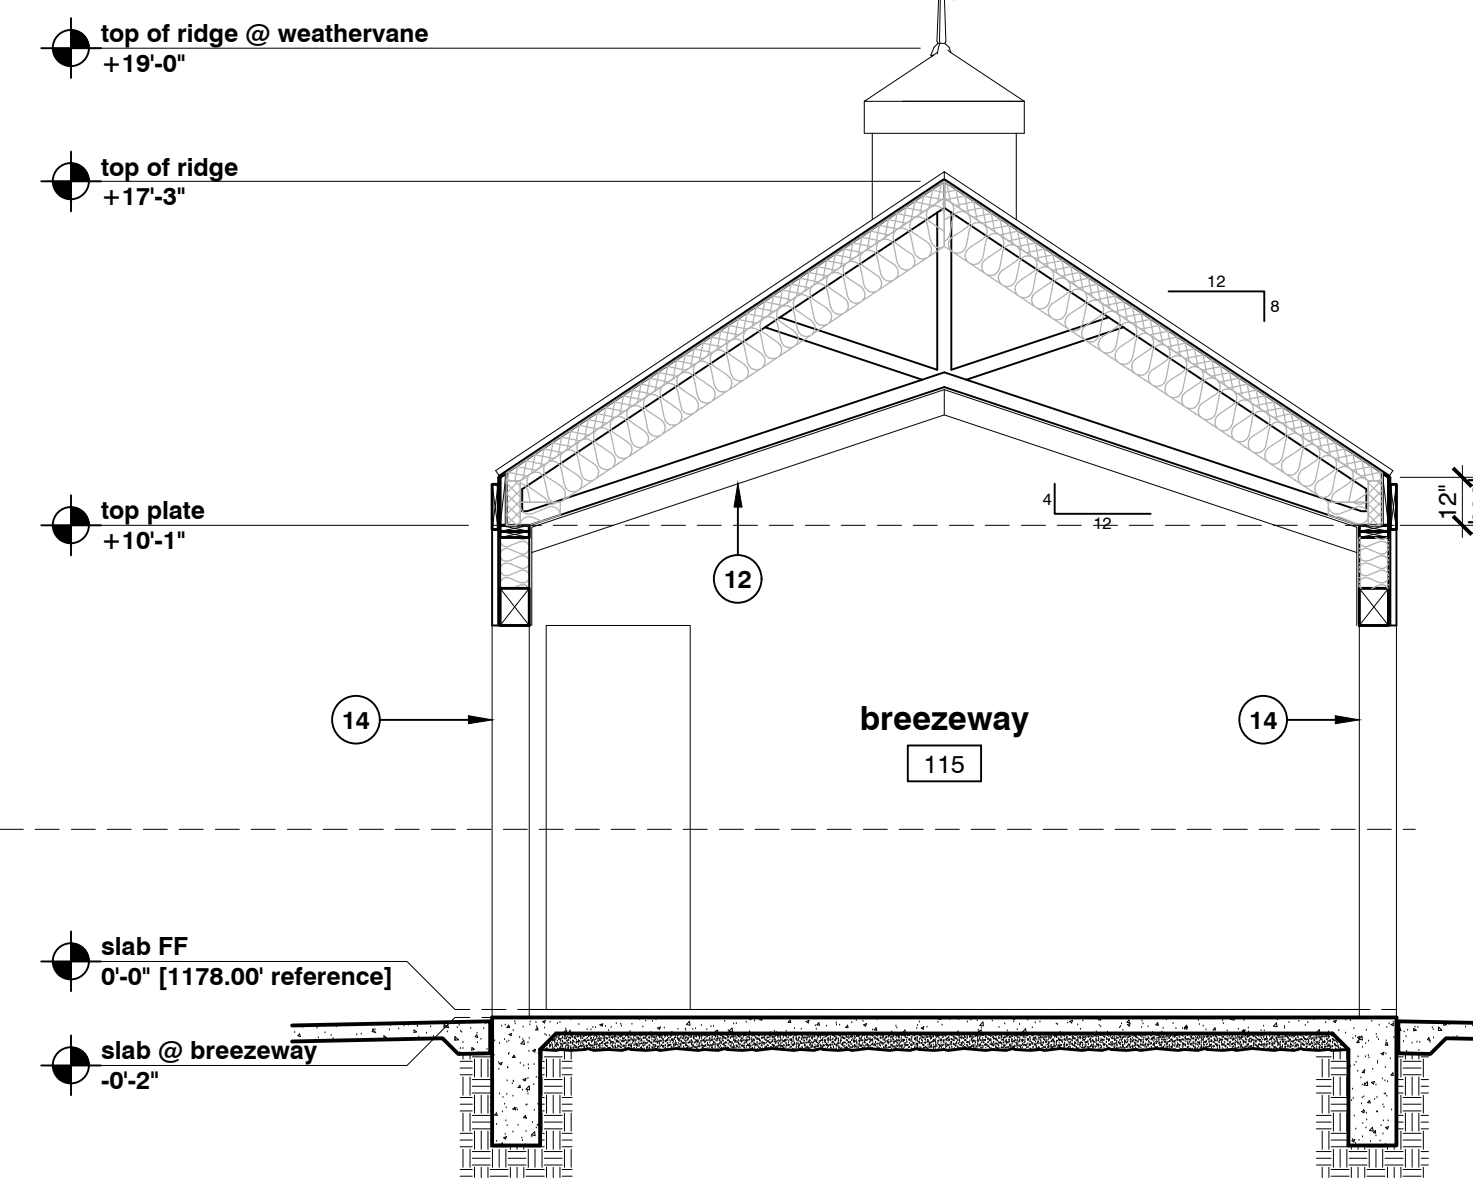 top of ridge @ weathervane
+19'-0"
top of ridge
+17'-3"
12
8
top plate
+10'-1"
4
12
12"
12
14
breezeway
14
115
slab FF
0'-0" [1178.00' reference]
slab @ breezeway
-0'-2"